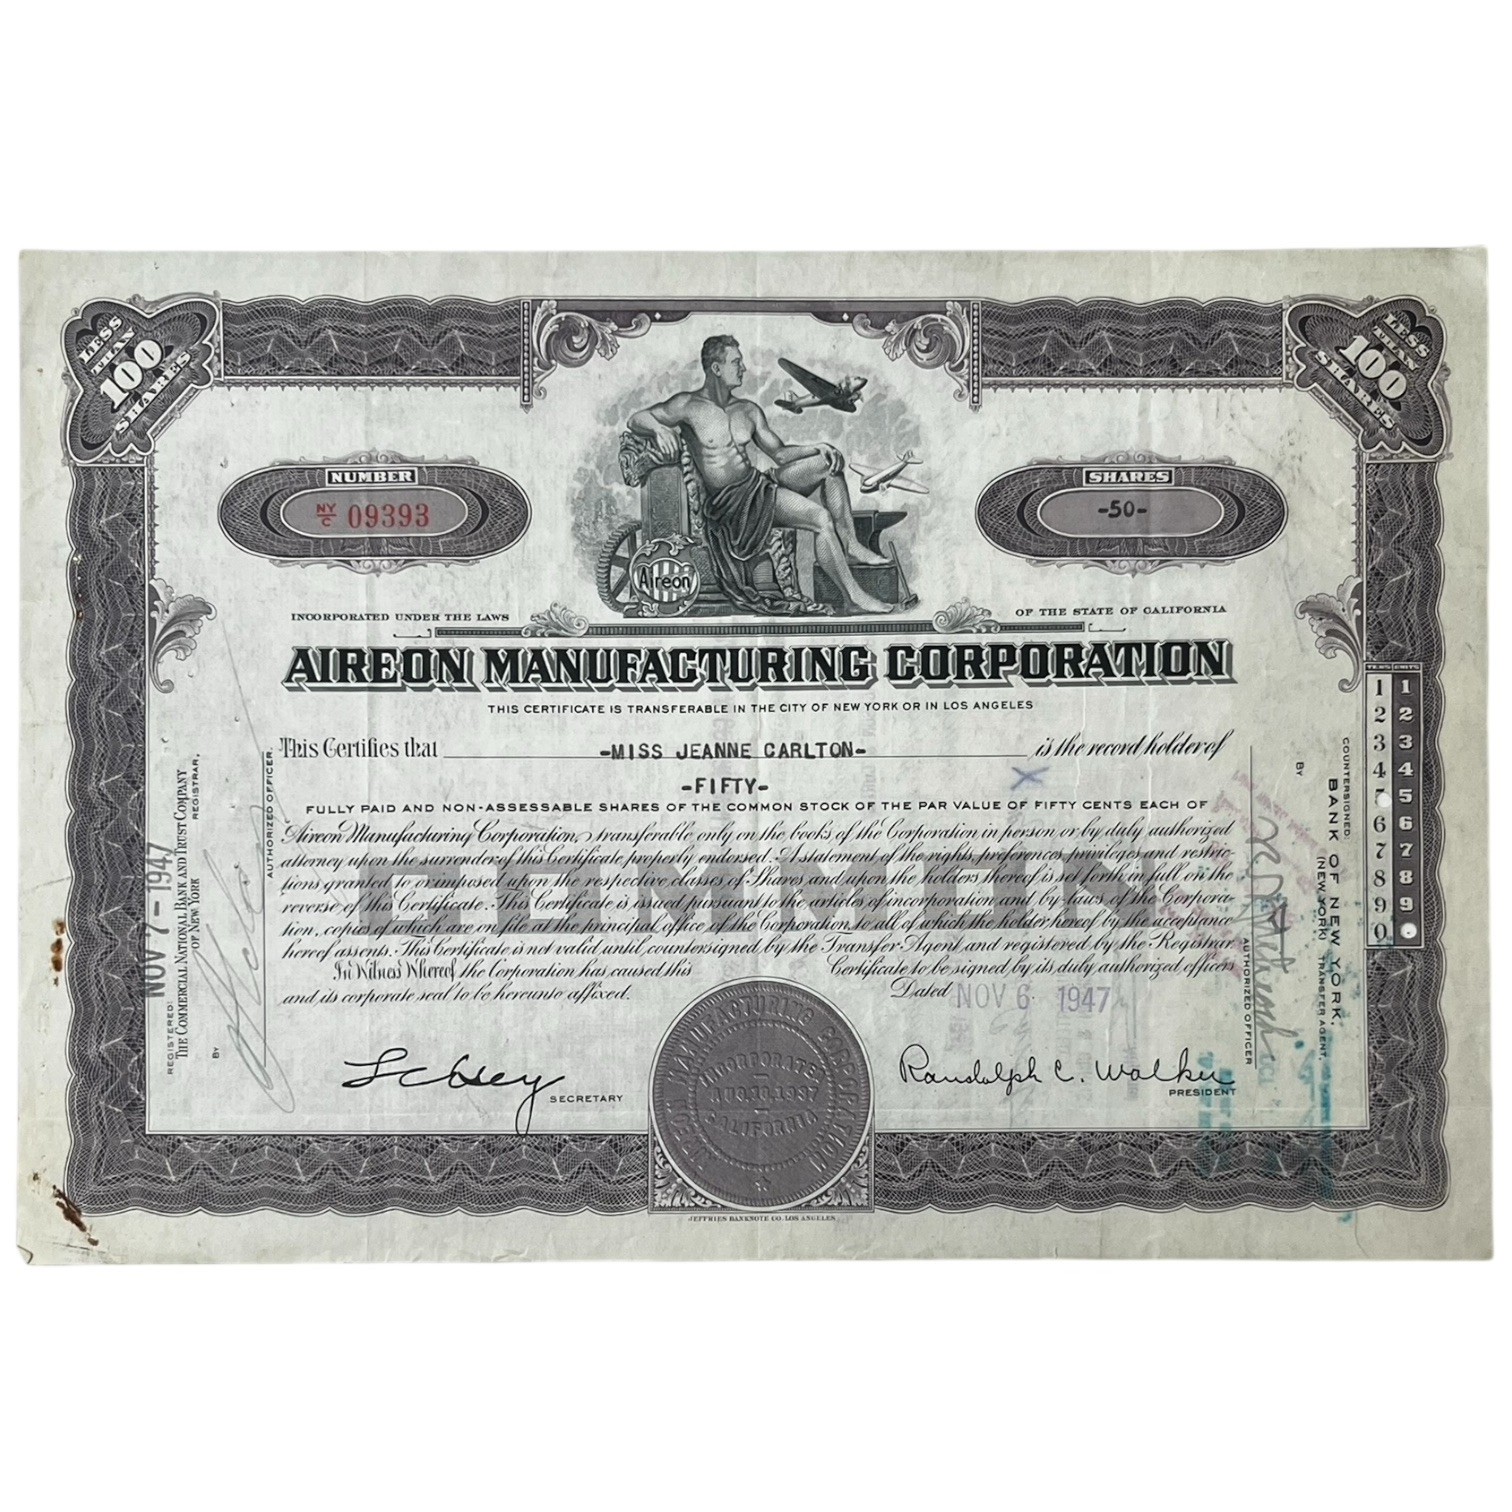 LESS
THAN
100
SHARES
LESS
THAN
100
SHARES
NUMBER
NY/C 09393
SHARES
-50-
Aireon
INCORPORATED UNDER THE LAWS
OF THE STATE OF CALIFORNIA
AIREON MANUFACTURING CORPORATION
THIS CERTIFICATE IS TRANSFERABLE IN THE CITY OF NEW YORK OR IN LOS ANGELES
This Certifies that -MISS JEANNE CARLTON- is the record holder of
-FIFTY-
FULLY PAID AND NON-ASSESSABLE SHARES OF THE COMMON STOCK OF THE PAR VALUE OF FIFTY CENTS EACH OF
Aireon Manufacturing Corporation, transferable only on the books of the Corporation in person or by duly authorized
attorney upon the surrender of this Certificate properly endorsed. A statement of the rights, preferences, privileges and restric-
tions granted to or imposed upon the respective classes of Shares and upon the holders thereof is set forth in full on the
reverse of this Certificate. This Certificate is issued pursuant to the articles of incorporation and by-laws of the Corpora-
tion, copies of which are on file at the principal office of the Corporation, to all of which the holder hereof by the acceptance
hereof assents. This Certificate is not valid until countersigned by the Transfer Agent and registered by the Registrar.
In Witness Whereof the Corporation has caused this Certificate to be signed by its duly authorized officers
and its corporate seal to be hereunto affixed. Dated NOV 6 1947
COMMON
SECRETARY
Randolph C. Walker
PRESIDENT
AIREON MANUFACTURING CORPORATION
INCORPORATED
AUG. 10, 1937
CALIFORNIA
JEFFRIES BANKNOTE CO. LOS ANGELES
NOV 7 - 1947
REGISTERED:
THE COMMERCIAL NATIONAL BANK AND TRUST COMPANY
OF NEW YORK REGISTRAR,
BY
AUTHORIZED OFFICER.
COUNTERSIGNED:
BANK OF NEW YORK,
(NEW YORK) TRANSFER AGENT,
BY
AUTHORIZED OFFICER
TENS UNITS
1 1
2 2
3 3
4 4
5
6 6
7 7
8 8
9 9
0